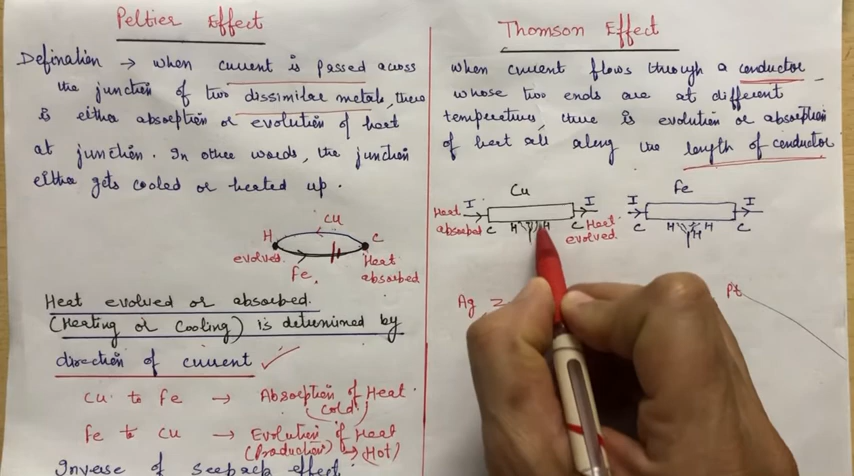 Peltier Effect
Defination → when current is passed across
the junction of two dissimilar metals, there
is either absorption or evolution of heat
at junction. In other words, the junction
either gets cooled or heated up.
Cu
H
C
evolved
Heat
absorbed
Fe
Heat evolved or absorbed
(Heating or Cooling) is determined by
direction of current ✓
Cu to Fe → Absorption of Heat
(Cold)
Fe to Cu → Evolution of Heat
(Production) → (Hot)
Inverse of seeback effect
Thomson Effect
when current flows through a conductor
whose two ends are at different
temperatures, there is evolution or absorption
of heat all along the length of conductor
Cu
I
I
Heat
absorbed
C
H
H
C
Heat
evolved
Fe
I
I
C
H
H
H
C
Ag
Pt